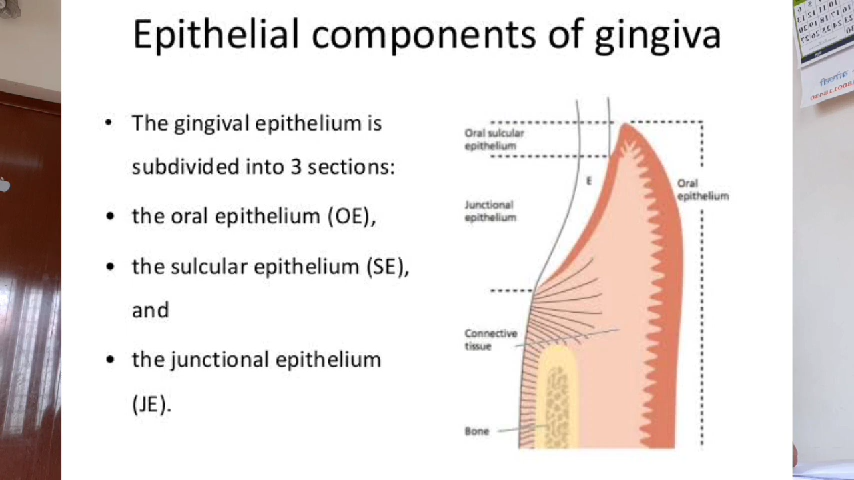 Epithelial components of gingiva
• The gingival epithelium is
subdivided into 3 sections:
• the oral epithelium (OE),
• the sulcular epithelium (SE),
and
• the junctional epithelium
(JE).
Oral sulcular
epithelium
E
Oral
epithelium
Junctional
epithelium
Connective
tissue
Bone